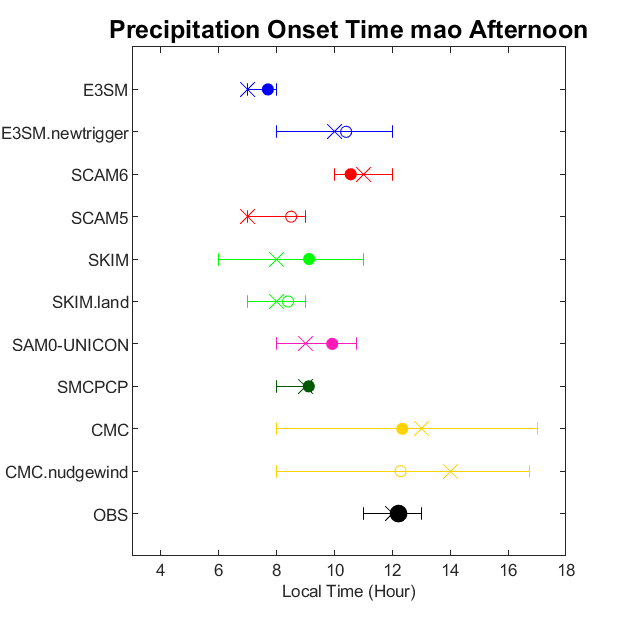 Precipitation Onset Time mao Afternoon
E3SM
E3SM.newtrigger
SCAM6
SCAM5
SKIM
SKIM.land
SAM0-UNICON
SMCPCP
CMC
CMC.nudgewind
OBS
4 6 8 10 12 14 16 18
Local Time (Hour)